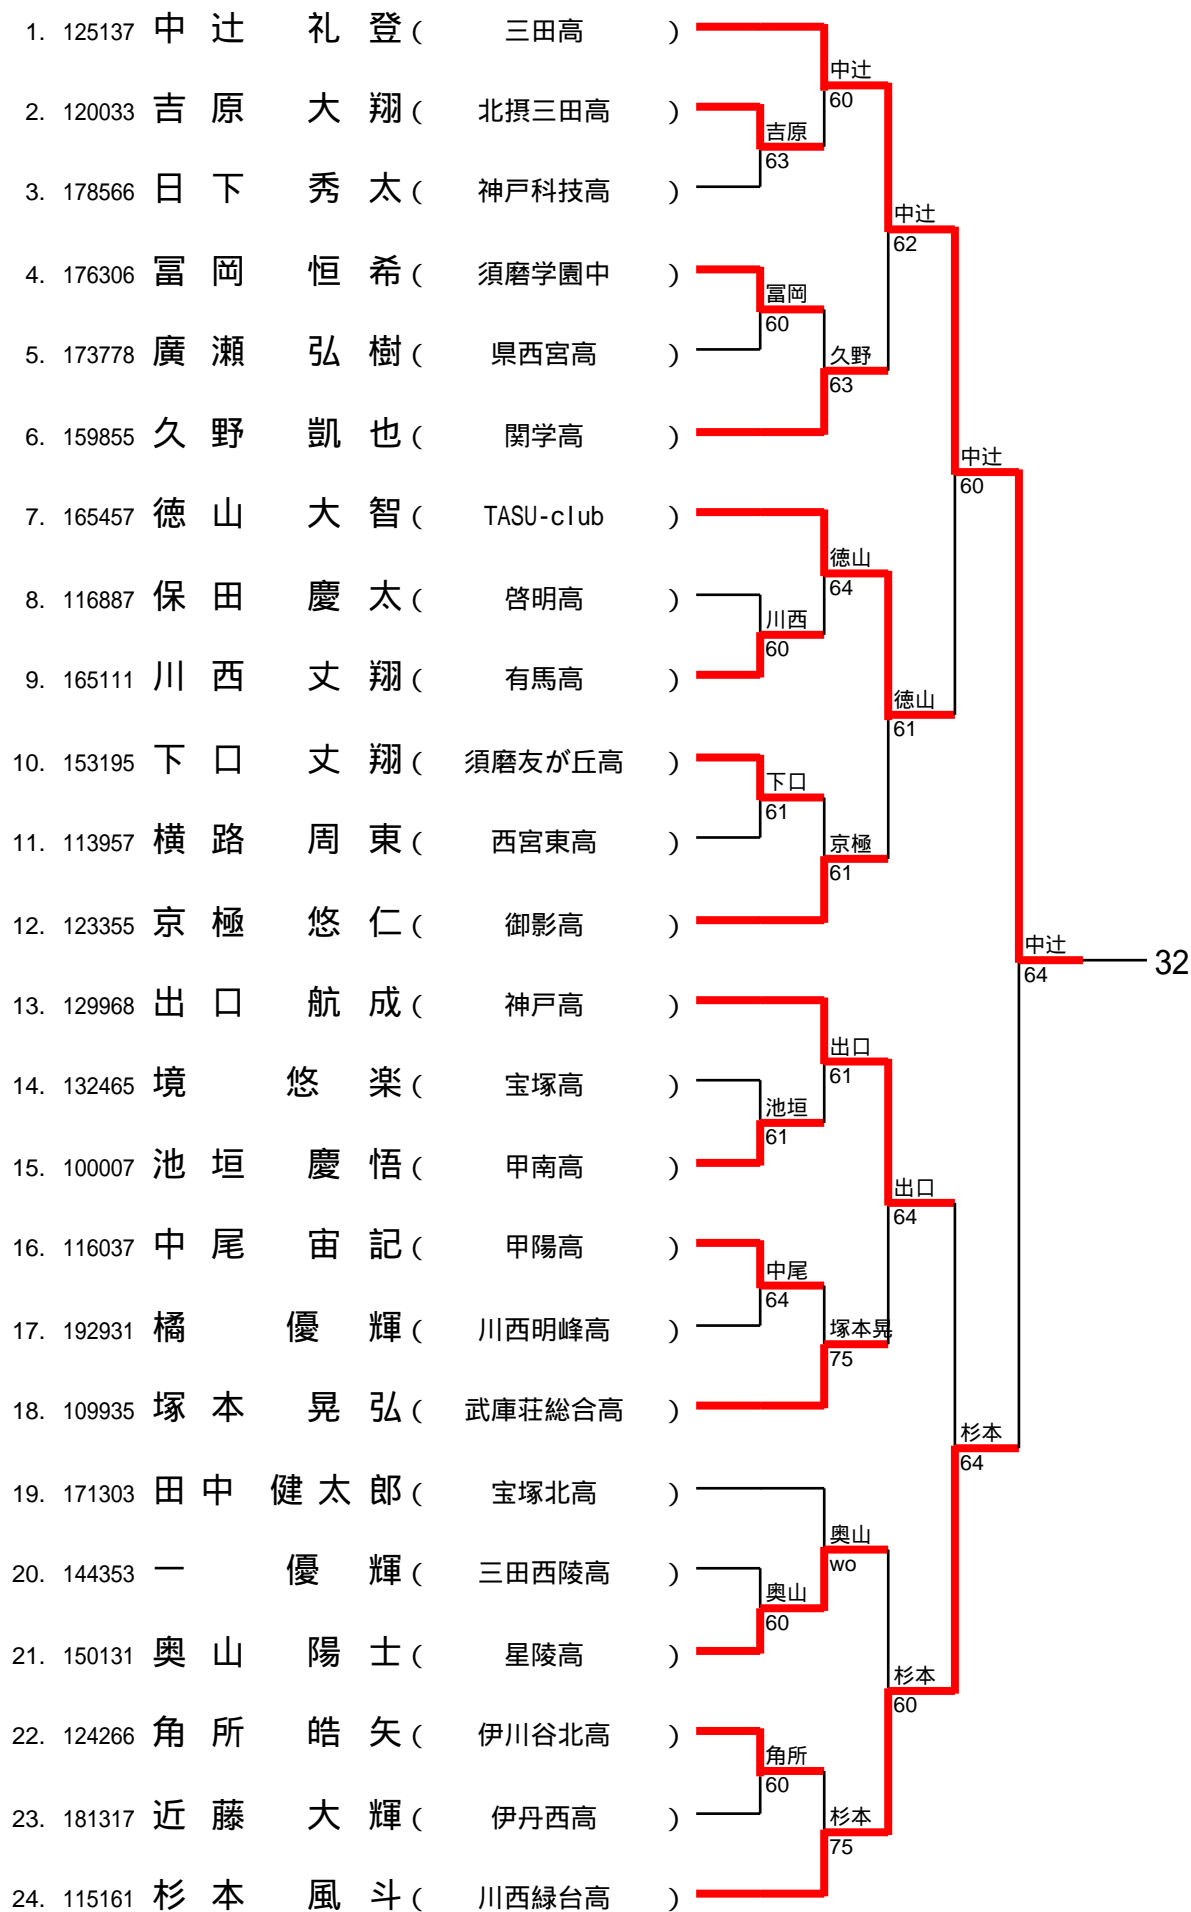 1. 125137 中辻 礼登 ( 三田高 )
中辻
60
2. 120033 吉原 大翔 ( 北摂三田高 )
吉原
63
3. 178566 日下 秀太 ( 神戸科技高 )
中辻
62
4. 176306 冨岡 恒希 ( 須磨学園中 )
冨岡
60
5. 173778 廣瀬 弘樹 ( 県西宮高 )
久野
63
6. 159855 久野 凱也 ( 関学高 )
中辻
60
7. 165457 徳山 大智 ( TASU-club )
徳山
64
8. 116887 保田 慶太 ( 啓明高 )
川西
60
9. 165111 川西 丈翔 ( 有馬高 )
徳山
61
10. 153195 下口 丈翔 ( 須磨友が丘高 )
下口
61
11. 113957 横路 周東 ( 西宮東高 )
京極
61
12. 123355 京極 悠仁 ( 御影高 )
中辻
64
32
13. 129968 出口 航成 ( 神戸高 )
出口
61
14. 132465 境 悠楽 ( 宝塚高 )
池垣
61
15. 100007 池垣 慶悟 ( 甲南高 )
出口
64
16. 116037 中尾 宙記 ( 甲陽高 )
中尾
64
17. 192931 橘 優輝 ( 川西明峰高 )
塚本晃
75
18. 109935 塚本 晃弘 ( 武庫荘総合高 )
杉本
64
19. 171303 田中 健太郎 ( 宝塚北高 )
奥山
wo
20. 144353 一 優輝 ( 三田西陵高 )
奥山
60
21. 150131 奥山 陽士 ( 星陵高 )
杉本
60
22. 124266 角所 皓矢 ( 伊川谷北高 )
角所
60
23. 181317 近藤 大輝 ( 伊丹西高 )
杉本
75
24. 115161 杉本 風斗 ( 川西緑台高 )